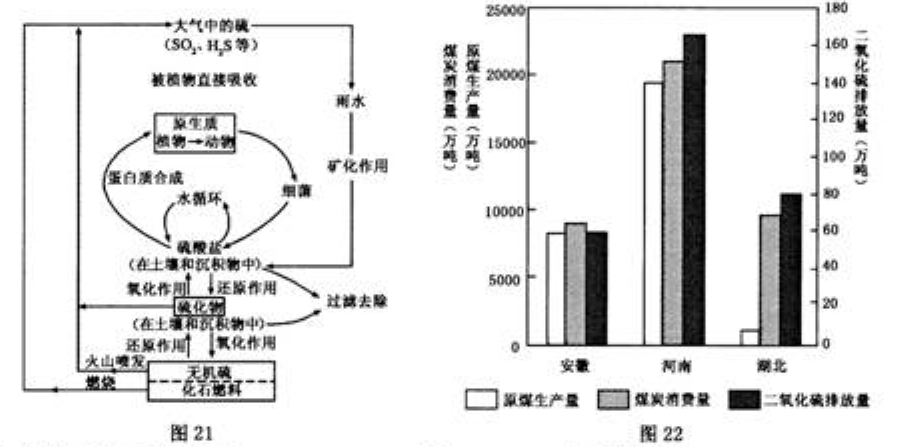 大气中的硫
（SO₂、H₂S等）
被植物直接吸收
雨水
原生质
植物→动物
矿化作用
蛋白质合成
细菌
水循环
硫酸盐
（在土壤和沉积物中）
氧化作用
还原作用
硫化物
过滤去除
（在土壤和沉积物中）
还原作用
氧化作用
火山喷发
无机硫
燃烧
化石燃料
图21
煤炭消费量（万吨）
原煤生产量（万吨）
25000
20000
15000
10000
5000
0
二氧化硫排放量（万吨）
180
160
140
120
100
80
60
40
20
0
安徽
河南
湖北
原煤生产量
煤炭消费量
二氧化硫排放量
图22